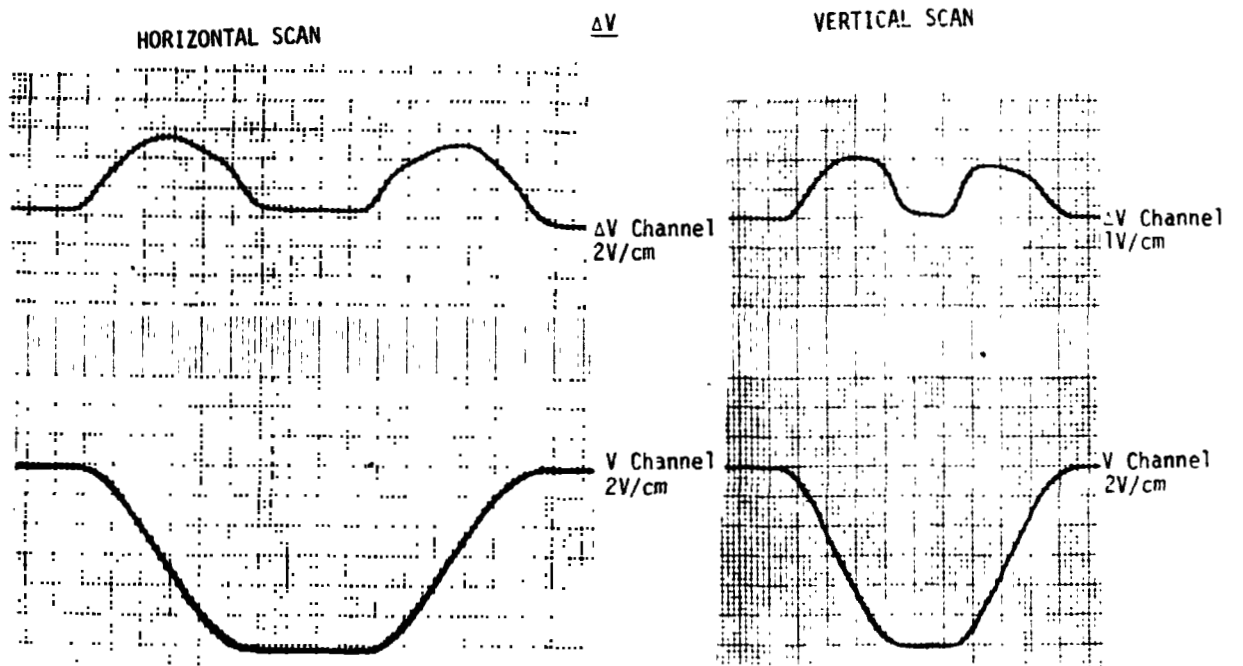 HORIZONTAL SCAN
ΔV
VERTICAL SCAN
ΔV Channel
2V/cm
ΔV Channel
1V/cm
V Channel
2V/cm
V Channel
2V/cm